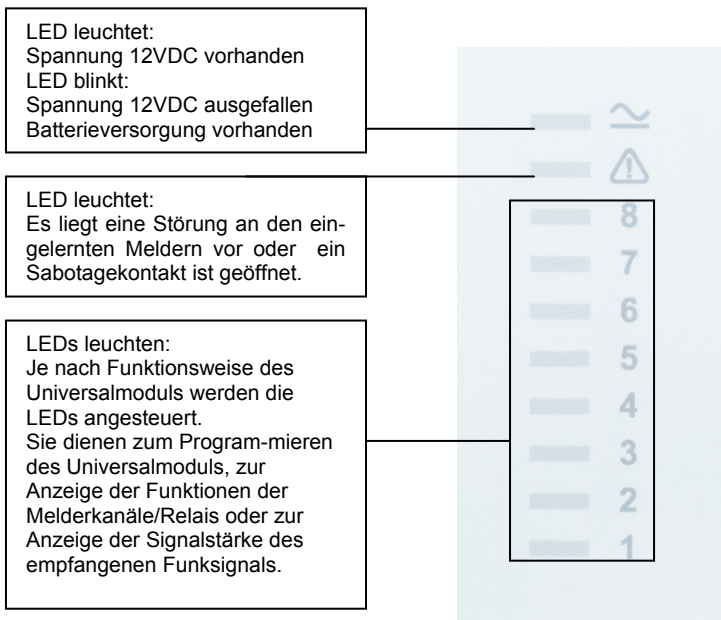 LED leuchtet:
Spannung 12VDC vorhanden
LED blinkt:
Spannung 12VDC ausgefallen
Batterieversorgung vorhanden
LED leuchtet:
Es liegt eine Störung an den ein-
gelernten Meldern vor oder ein
Sabotagekontakt ist geöffnet.
LEDs leuchten:
Je nach Funktionsweise des
Universalmoduls werden die
LEDs angesteuert.
Sie dienen zum Program-mieren
des Universalmoduls, zur
Anzeige der Funktionen der
Melderkanäle/Relais oder zur
Anzeige der Signalstärke des
empfangenen Funksignals.
8
7
6
5
4
3
2
1